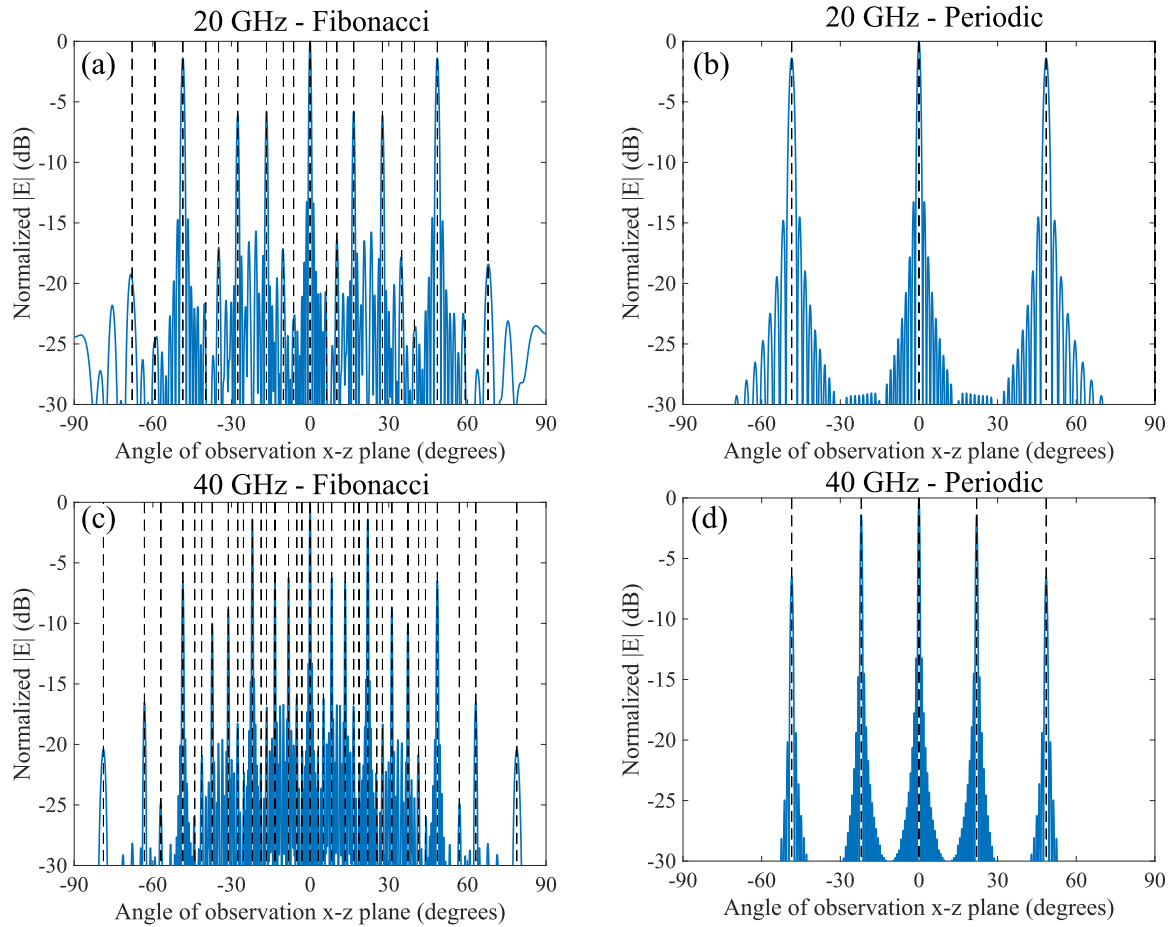 20 GHz - Fibonacci
(a)
Normalized |E| (dB)
0
-5
-10
-15
-20
-25
-30
-90 -60 -30 0 30 60 90
Angle of observation x-z plane (degrees)
20 GHz - Periodic
(b)
Normalized |E| (dB)
0
-5
-10
-15
-20
-25
-30
-90 -60 -30 0 30 60 90
Angle of observation x-z plane (degrees)
40 GHz - Fibonacci
(c)
Normalized |E| (dB)
0
-5
-10
-15
-20
-25
-30
-90 -60 -30 0 30 60 90
Angle of observation x-z plane (degrees)
40 GHz - Periodic
(d)
Normalized |E| (dB)
0
-5
-10
-15
-20
-25
-30
-90 -60 -30 0 30 60 90
Angle of observation x-z plane (degrees)